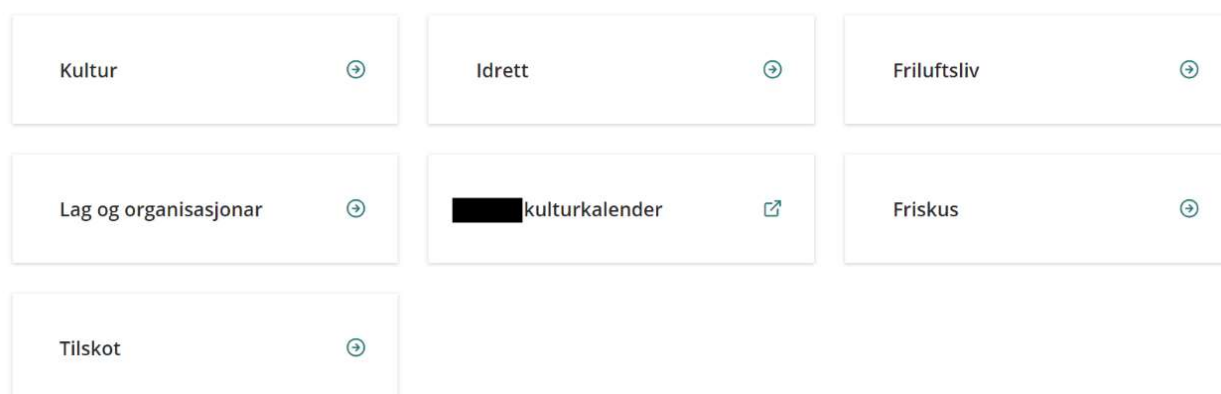 Kultur
Idrett
Friluftsliv
Lag og organisasjonar
kulturkalender
Friskus
Tilskot